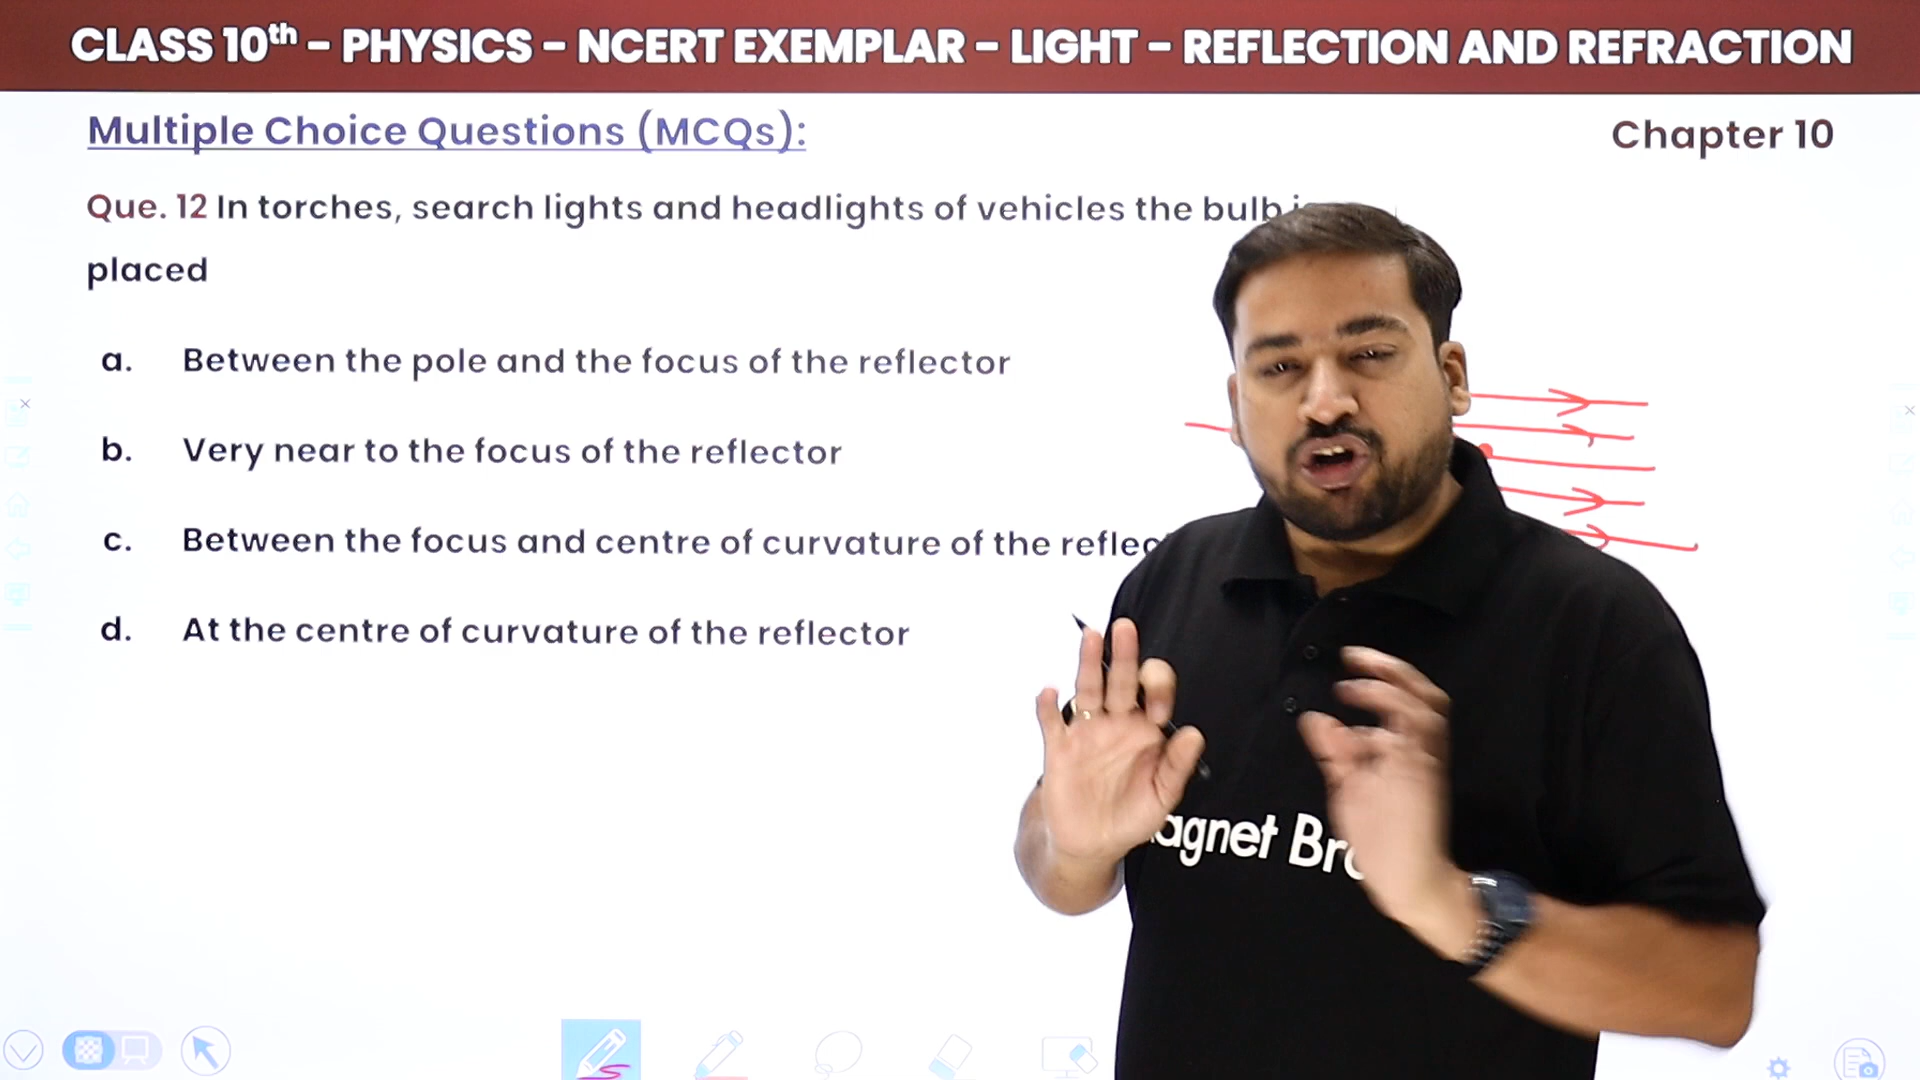 CLASS 10th – PHYSICS – NCERT EXEMPLAR – LIGHT – REFLECTION AND REFRACTION
Multiple Choice Questions (MCQs):
Chapter 10
Que. 12 In torches, search lights and headlights of vehicles the bulb
placed
a. Between the pole and the focus of the reflector
b. Very near to the focus of the reflector
c. Between the focus and centre of curvature of the
d. At the centre of curvature of the reflector
agnet Br